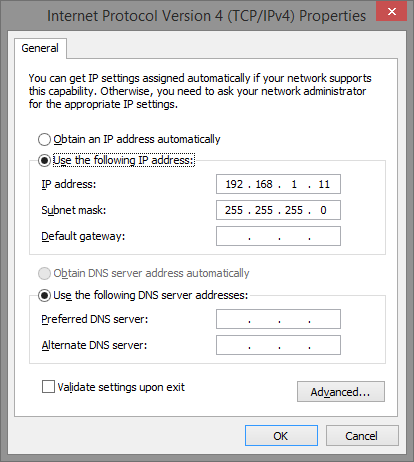 Internet Protocol Version 4 (TCP/IPv4) Properties
General
You can get IP settings assigned automatically if your network supports
this capability. Otherwise, you need to ask your network administrator
for the appropriate IP settings.
Obtain an IP address automatically
Use the following IP address:
IP address: 192 . 168 . 1 . 11
Subnet mask: 255 . 255 . 255 . 0
Default gateway: . . .
Obtain DNS server address automatically
Use the following DNS server addresses:
Preferred DNS server: . . .
Alternate DNS server: . . .
Validate settings upon exit
Advanced...
OK Cancel